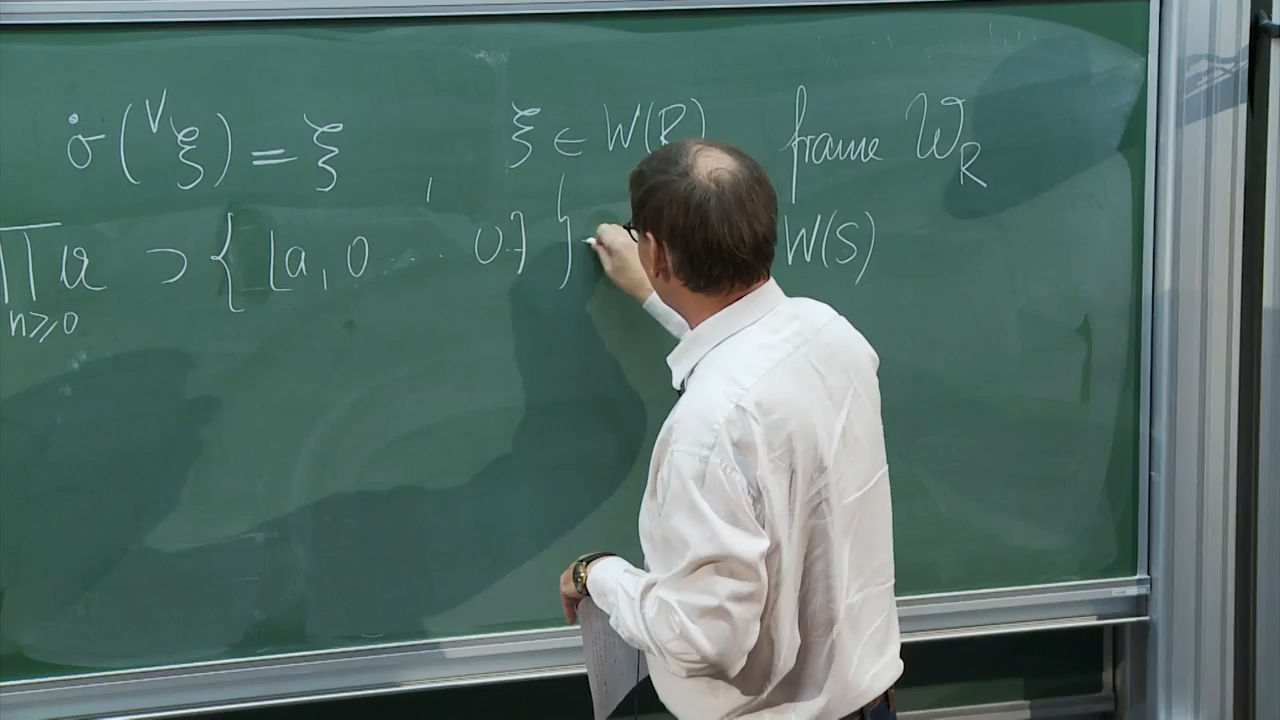 σ̇(ⱽξ) = ξ   ξ ∈ W(R)   frame 𝒲_R
∏ 𝔞 ⊃ { [a, 0 ... 0] }   W(S)
n≥0